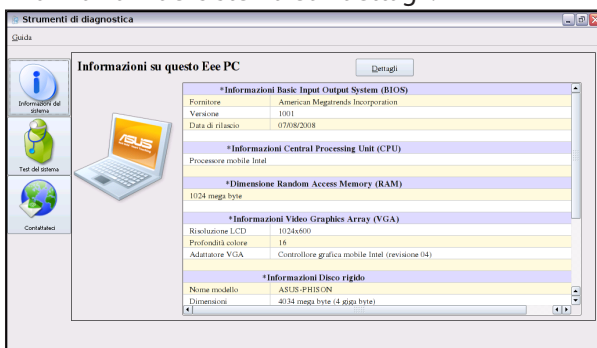 Strumenti di diagnostica
Guida
Informazioni del sistema
Test del sistema
Contattateci
Informazioni su questo Eee PC
Dettagli
ASUS
*Informazioni Basic Input Output System (BIOS)
Fornitore American Megatrends Incorporation
Versione 1001
Data di rilascio 07/08/2008
*Informazioni Central Processing Unit (CPU)
Processore mobile Intel
*Dimensione Random Access Memory (RAM)
1024 mega byte
*Informazioni Video Graphics Array (VGA)
Risoluzione LCD 1024x600
Profondità colore 16
Adattatore VGA Controllore grafica mobile Intel (revisione 04)
*Informazioni Disco rigido
Nome modello ASUS-PHISON
Dimensioni 4034 mega byte (4 giga byte)